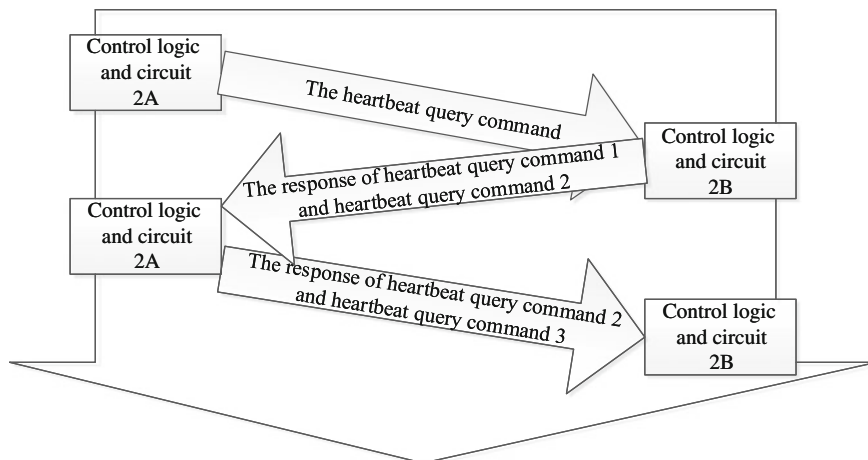 Control logic
and circuit
2A
The heartbeat query command
Control logic
and circuit
2B
The response of heartbeat query command 1
and heartbeat query command 2
Control logic
and circuit
2A
The response of heartbeat query command 2
and heartbeat query command 3
Control logic
and circuit
2B